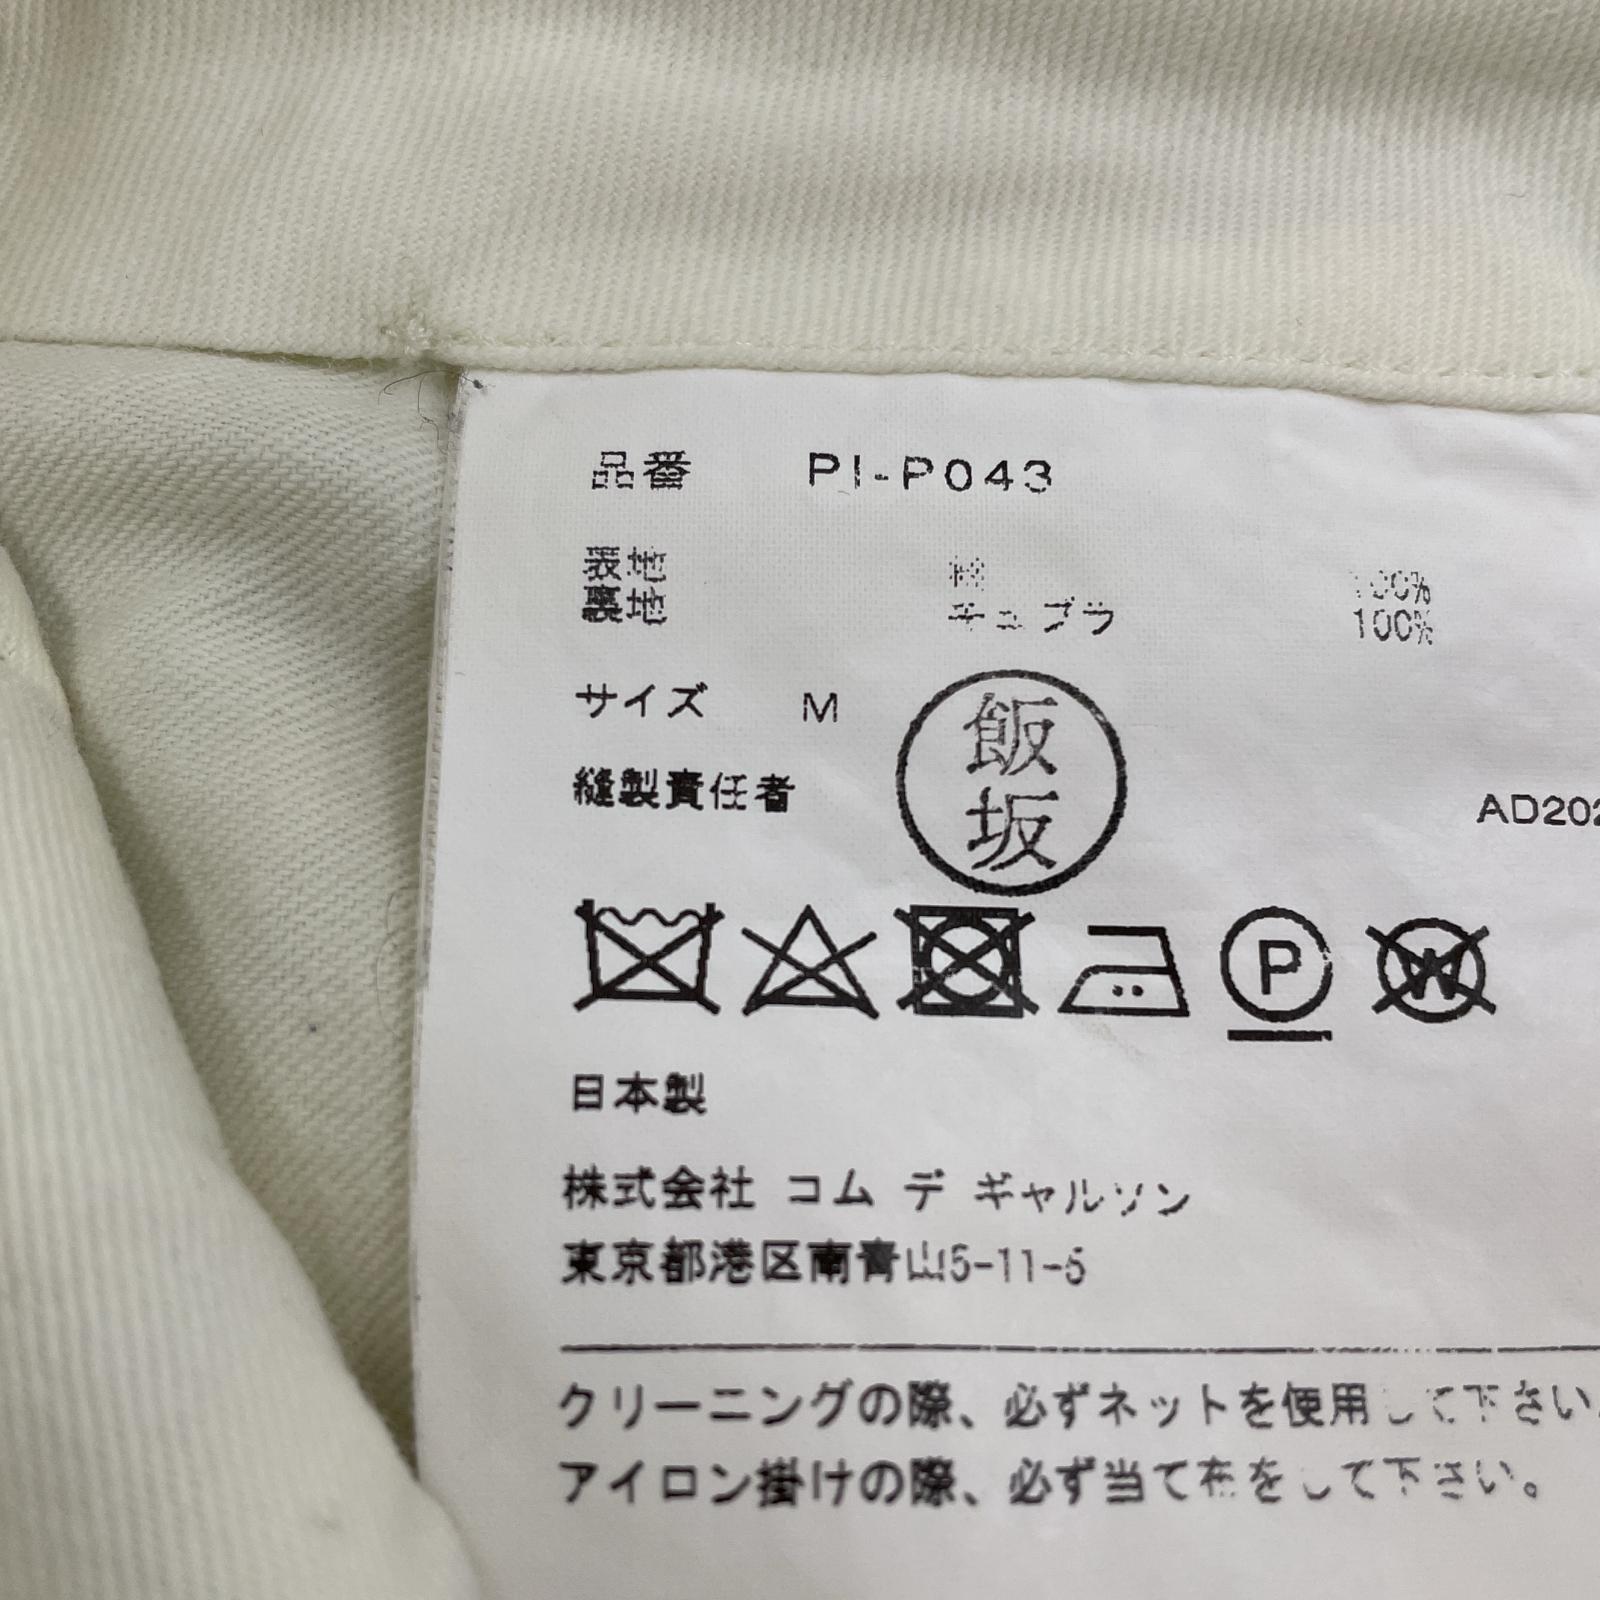 品番 PI-P043
表地 100%
裏地 キュプラ 100%
サイズ M
飯坂
縫製責任者
AD202
P
W
日本製
株式会社 コム デ ギャルソン
東京都港区南青山5-11-5
クリーニングの際、必ずネットを使用して下さい
アイロン掛けの際、必ず当て布をして下さい。